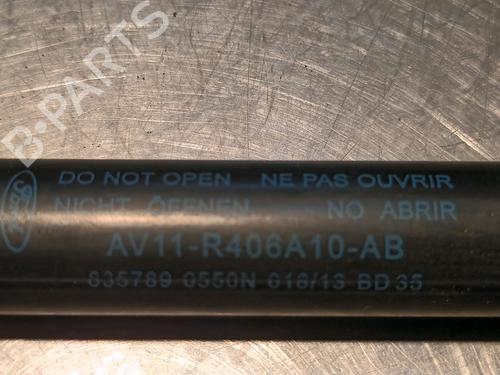 B-PARTS
Ford
DO NOT OPEN NE PAS OUVRIR
NICHT ÖFFNEN NO ABRIR
AV11-R406A10-AB
835789 0550N 016/13 BD 35